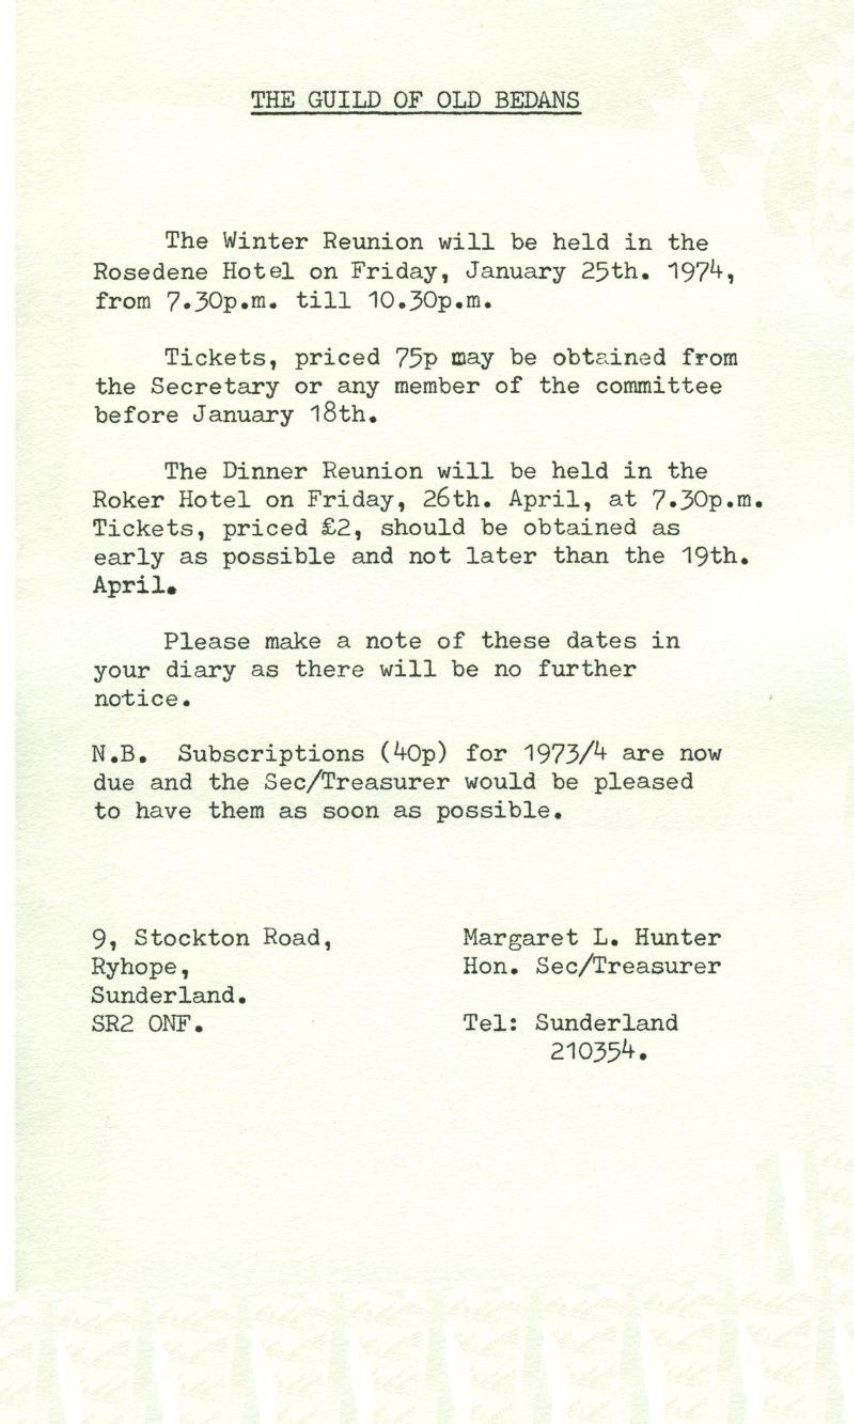 THE GUILD OF OLD BEDANS
The Winter Reunion will be held in the
Rosedene Hotel on Friday, January 25th. 1974,
from 7.30p.m. till 10.30p.m.
Tickets, priced 75p may be obtained from
the Secretary or any member of the committee
before January 18th.
The Dinner Reunion will be held in the
Roker Hotel on Friday, 26th. April, at 7.30p.m.
Tickets, priced £2, should be obtained as
early as possible and not later than the 19th.
April.
Please make a note of these dates in
your diary as there will be no further
notice.
N.B. Subscriptions (40p) for 1973/4 are now
due and the Sec/Treasurer would be pleased
to have them as soon as possible.
9, Stockton Road,
Ryhope,
Sunderland.
SR2 ONF.
Margaret L. Hunter
Hon. Sec/Treasurer
Tel: Sunderland
210354.